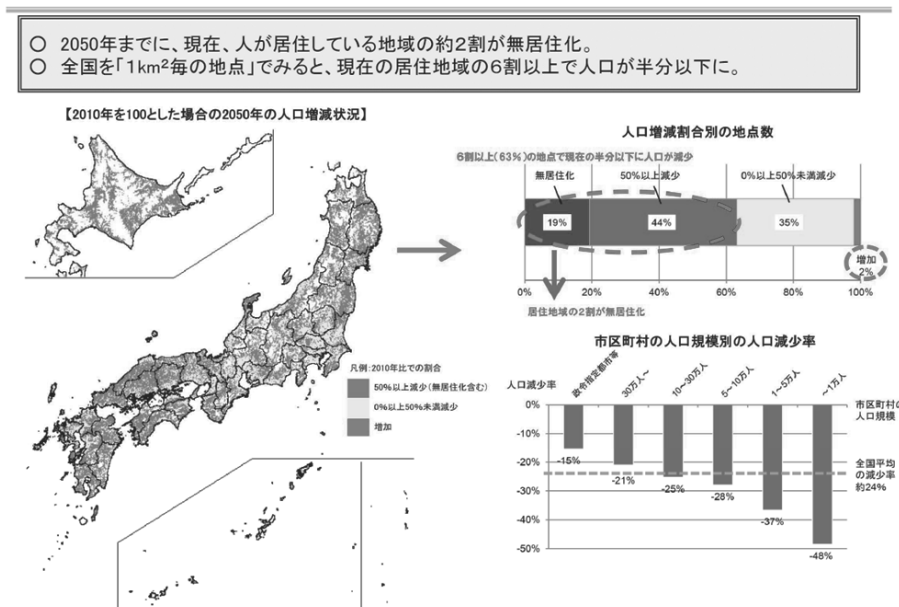 ○ 2050年までに、現在、人が居住している地域の約2割が無居住化。
○ 全国を「1km²毎の地点」でみると、現在の居住地域の6割以上で人口が半分以下に。
【2010年を100とした場合の2050年の人口増減状況】
凡例:2010年比での割合
50%以上減少(無居住化含む)
0%以上50%未満減少
増加
人口増減割合別の地点数
6割以上(63%)の地点で現在の半分以下に人口が減少
無居住化 50%以上減少 0%以上50%未満減少
19% 44% 35%
増加
2%
0% 20% 40% 60% 80% 100%
居住地域の2割が無居住化
市区町村の人口規模別の人口減少率
人口減少率
政令指定都市等 30万人~ 10~30万人 5~10万人 1~5万人 ~1万人
市区町村の
人口規模
0%
-10%
-20%
-30%
-40%
-50%
-15%
-21%
-25%
-28%
-37%
-48%
全国平均
の減少率
約24%